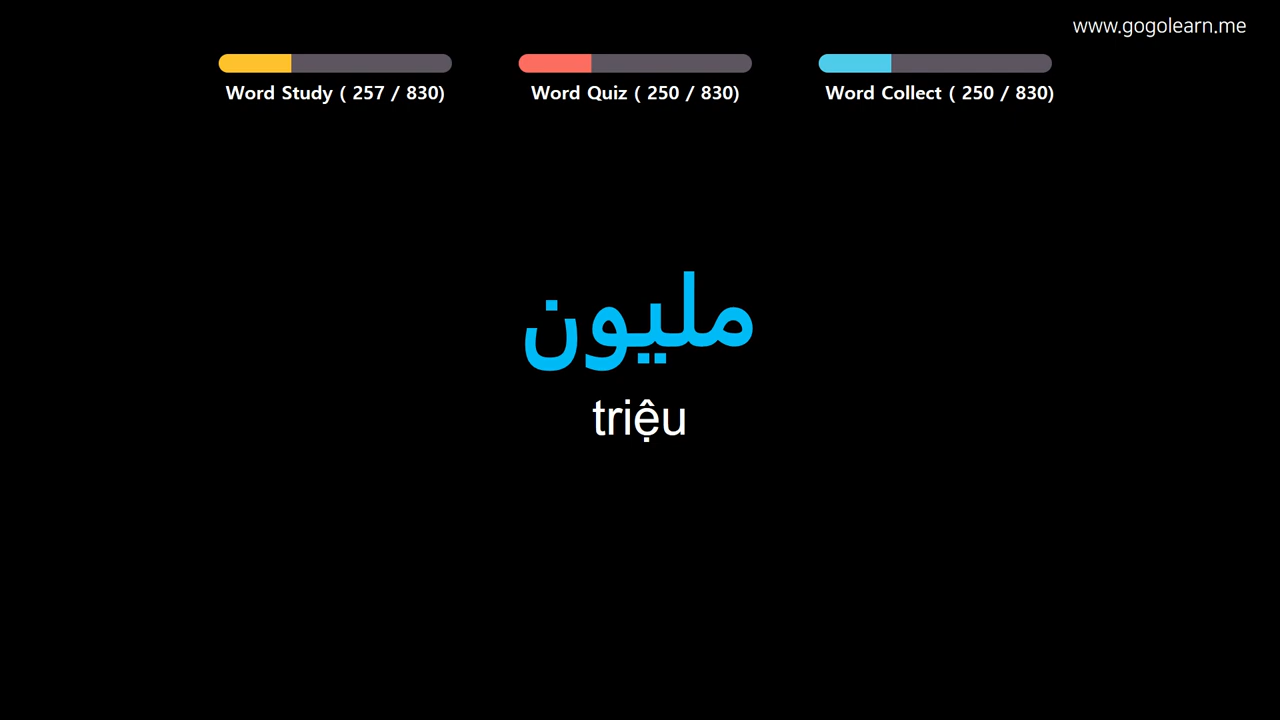 www.gogolearn.me
Word Study ( 257 / 830)
Word Quiz ( 250 / 830)
Word Collect ( 250 / 830)
مليون
triệu